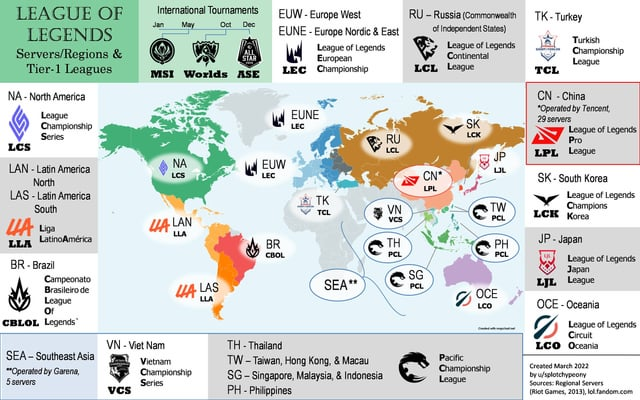 LEAGUE OF
LEGENDS
Servers/Regions &
Tier-1 Leagues
International Tournaments
Jan May Oct Dec
MSI Worlds ASE
EUW - Europe West
EUNE - Europe Nordic & East
League of Legends
European
Championship
LEC
RU – Russia (Commonwealth
of Independent States)
League of Legends
Continental
League
LCL
TK - Turkey
Turkish
Championship
League
TCL
NA - North America
League
Championship
Series
LCS
LAN - Latin America
North
LAS - Latin America
South
Liga
LatinoAmérica
LLA
BR - Brazil
Campeonato
Brasileiro de
League
Of
Legends
CBLOL
CN - China
*Operated by Tencent,
29 servers
League of Legends
Pro
League
LPL
SK - South Korea
League of Legends
Champions
Korea
LCK
JP - Japan
League of Legends
Japan
League
LJL
OCE - Oceania
League of Legends
Circuit
Oceania
LCO
EUNE
LEC
RU
LCL
SK
LCK
NA
LCS
EUW
LEC
JP
LJL
CN*
LPL
TK
TCL
LAN
LLA
VN
VCS
TW
PCL
BR
CBOL
TH
PCL
PH
PCL
LAS
LLA
SEA**
SG
PCL
OCE
LCO
Created with mapchart.net
SEA – Southeast Asia
**Operated by Garena,
5 servers
VN - Viet Nam
Vietnam
Championship
Series
VCS
TH - Thailand
TW – Taiwan, Hong Kong, & Macau
SG – Singapore, Malaysia, & Indonesia
PH - Philippines
Pacific
Championship
League
Created March 2022
by u/splotchypeony
Sources: Regional Servers
(Riot Games, 2013), lol.fandom.com